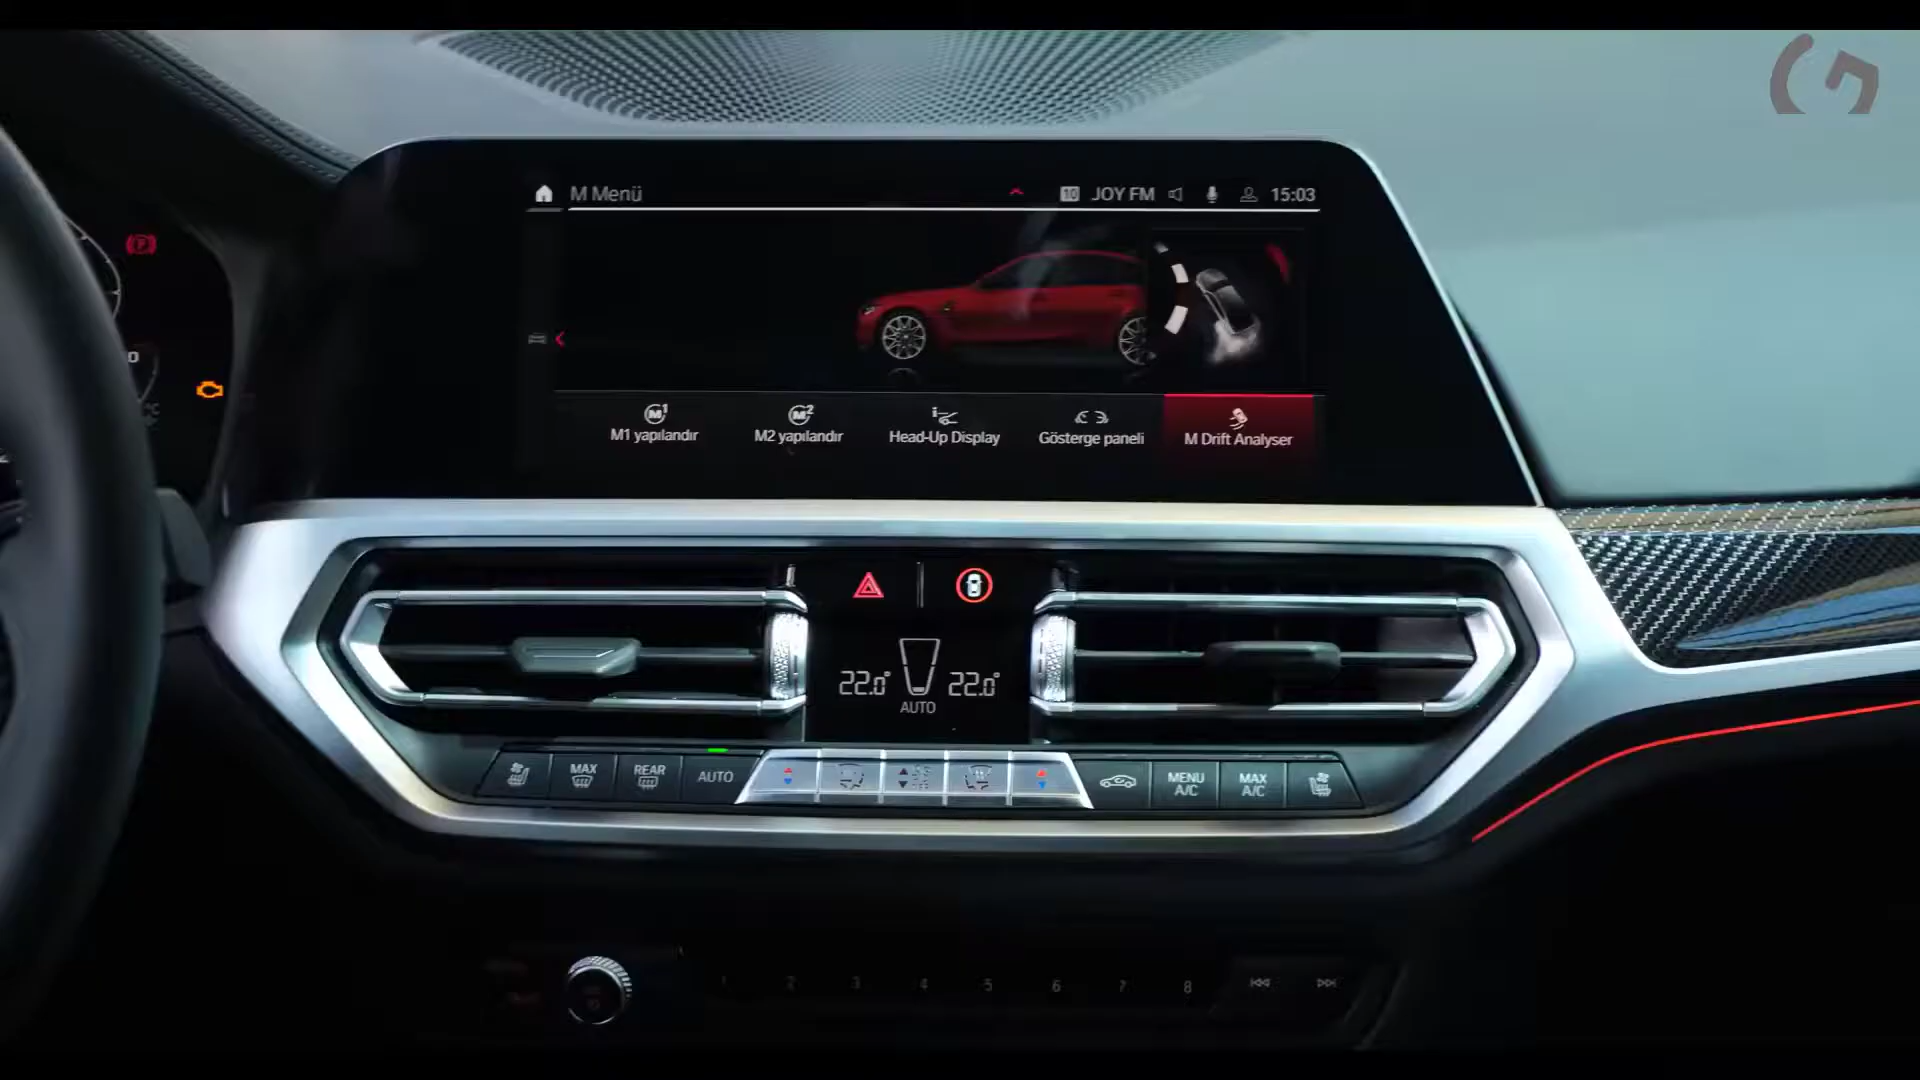 M Menü
10 JOY FM 15:03
M1 yapılandır
M2 yapılandır
Head-Up Display
Gösterge paneli
M Drift Analyser
22.0° 22.0°
AUTO
MAX
REAR
AUTO
MENU
A/C
MAX
A/C
1 2 3 4 5 6 7 8